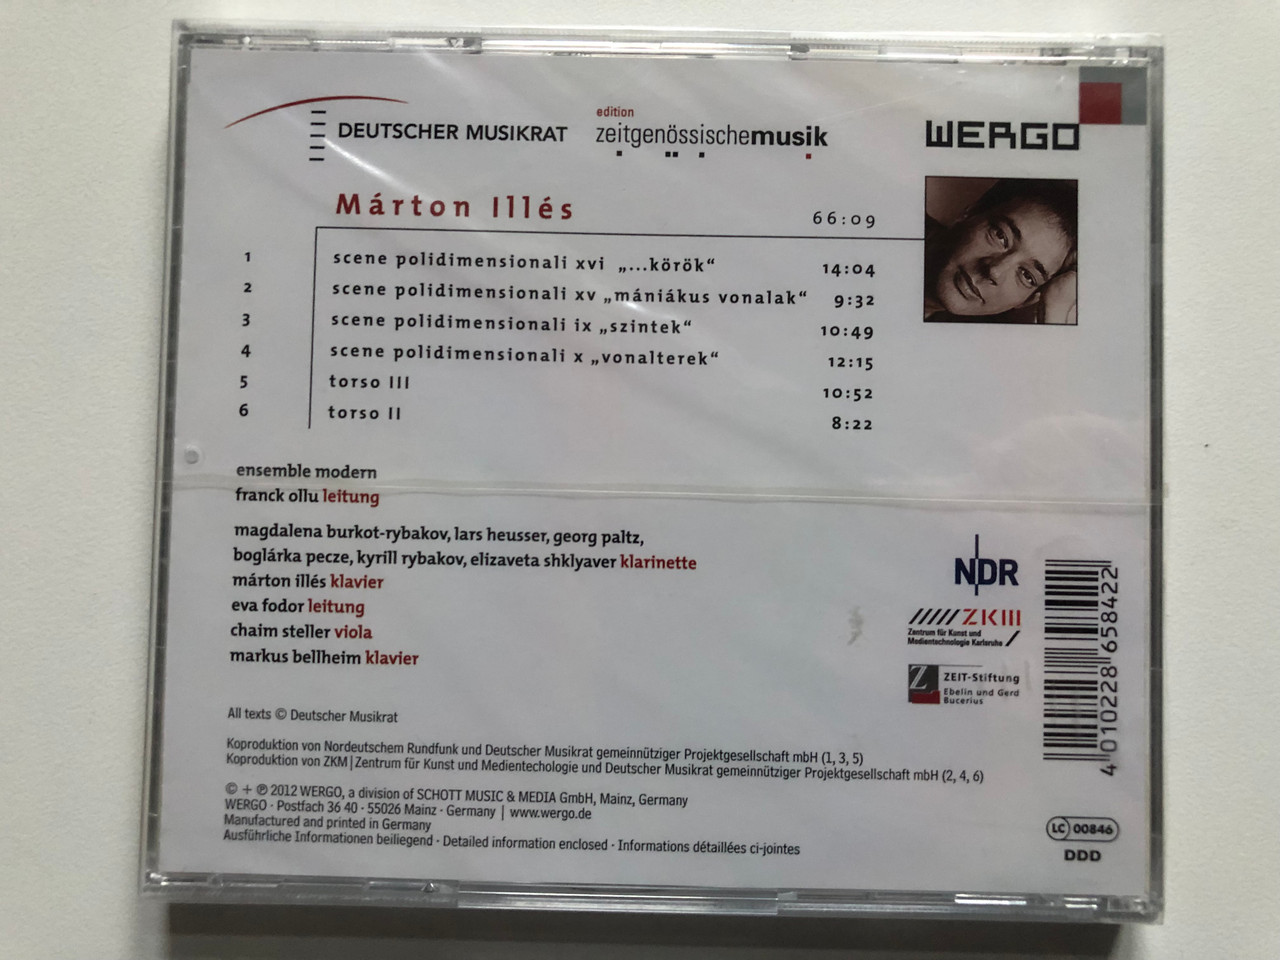 DEUTSCHER MUSIKRAT
edition
zeitgenössischemusik
WERGO
Márton Illés 66:09
1 scene polidimensionali xvi „...körök“ 14:04
2 scene polidimensionali xv „mániákus vonalak“ 9:32
3 scene polidimensionali ix „szintek“ 10:49
4 scene polidimensionali x „vonalterek“ 12:15
5 torso III 10:52
6 torso II 8:22
ensemble modern
franck ollu leitung
magdalena burkot-rybakov, lars heusser, georg paltz,
boglárka pecze, kyrill rybakov, elizaveta shklyaver klarinette
márton illés klavier
eva fodor leitung
chaim steller viola
markus bellheim klavier
NDR
ZKM
Zentrum für Kunst und
Medientechnologie Karlsruhe
Z ZEIT-Stiftung
Ebelin und Gerd
Bucerius
4 010228 658422
All texts © Deutscher Musikrat
Koproduktion von Nordeutschem Rundfunk und Deutscher Musikrat gemeinnütziger Projektgesellschaft mbH (1, 3, 5)
Koproduktion von ZKM | Zentrum für Kunst und Medientechologie und Deutscher Musikrat gemeinnütziger Projektgesellschaft mbH (2, 4, 6)
© + ℗ 2012 WERGO, a division of SCHOTT MUSIC & MEDIA GmbH, Mainz, Germany
WERGO · Postfach 36 40 · 55026 Mainz · Germany | www.wergo.de
Manufactured and printed in Germany
Ausführliche Informationen beiliegend · Detailed information enclosed · Informations détaillées ci-jointes
LC 00846
DDD